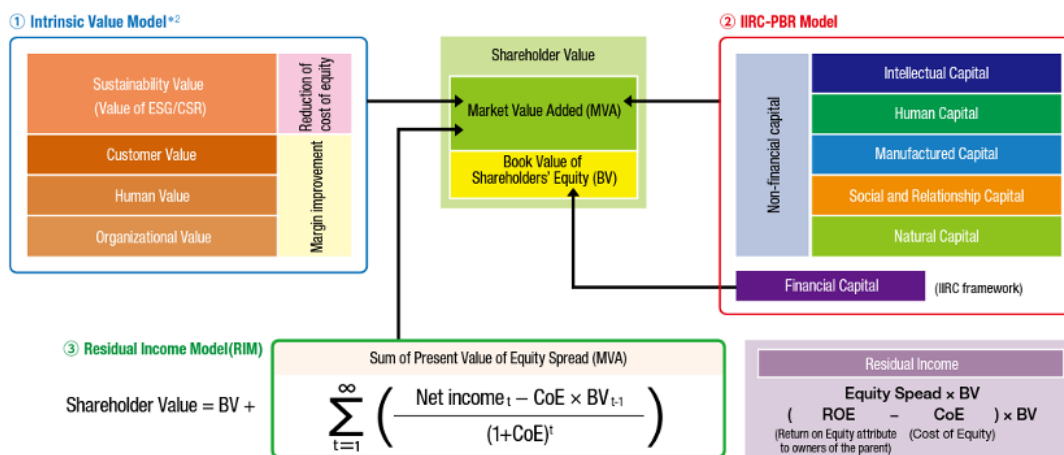 ① Intrinsic Value Model*2
Sustainability Value
(Value of ESG/CSR)
Customer Value
Human Value
Organizational Value
Reduction of
cost of equity
Margin improvement
Shareholder Value
Market Value Added (MVA)
Book Value of
Shareholders' Equity (BV)
② IIRC-PBR Model
Non-financial capital
Intellectual Capital
Human Capital
Manufactured Capital
Social and Relationship Capital
Natural Capital
Financial Capital (IIRC framework)
③ Residual Income Model(RIM)
Shareholder Value = BV +
Sum of Present Value of Equity Spread (MVA)
∞
∑ ( Net income t – CoE × BV t-1 )
(1+CoE)t
t=1
Residual Income
Equity Spead × BV
( ROE – CoE ) × BV
(Return on Equity attribute (Cost of Equity)
to owners of the parent)